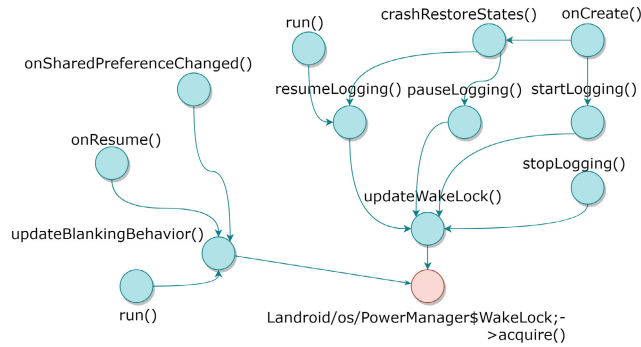 crashRestoreStates()
onCreate()
run()
onSharedPreferenceChanged()
resumeLogging()
pauseLogging()
startLogging()
onResume()
stopLogging()
updateWakeLock()
updateBlankingBehavior()
run()
Landroid/os/PowerManager$WakeLock;-
>acquire()